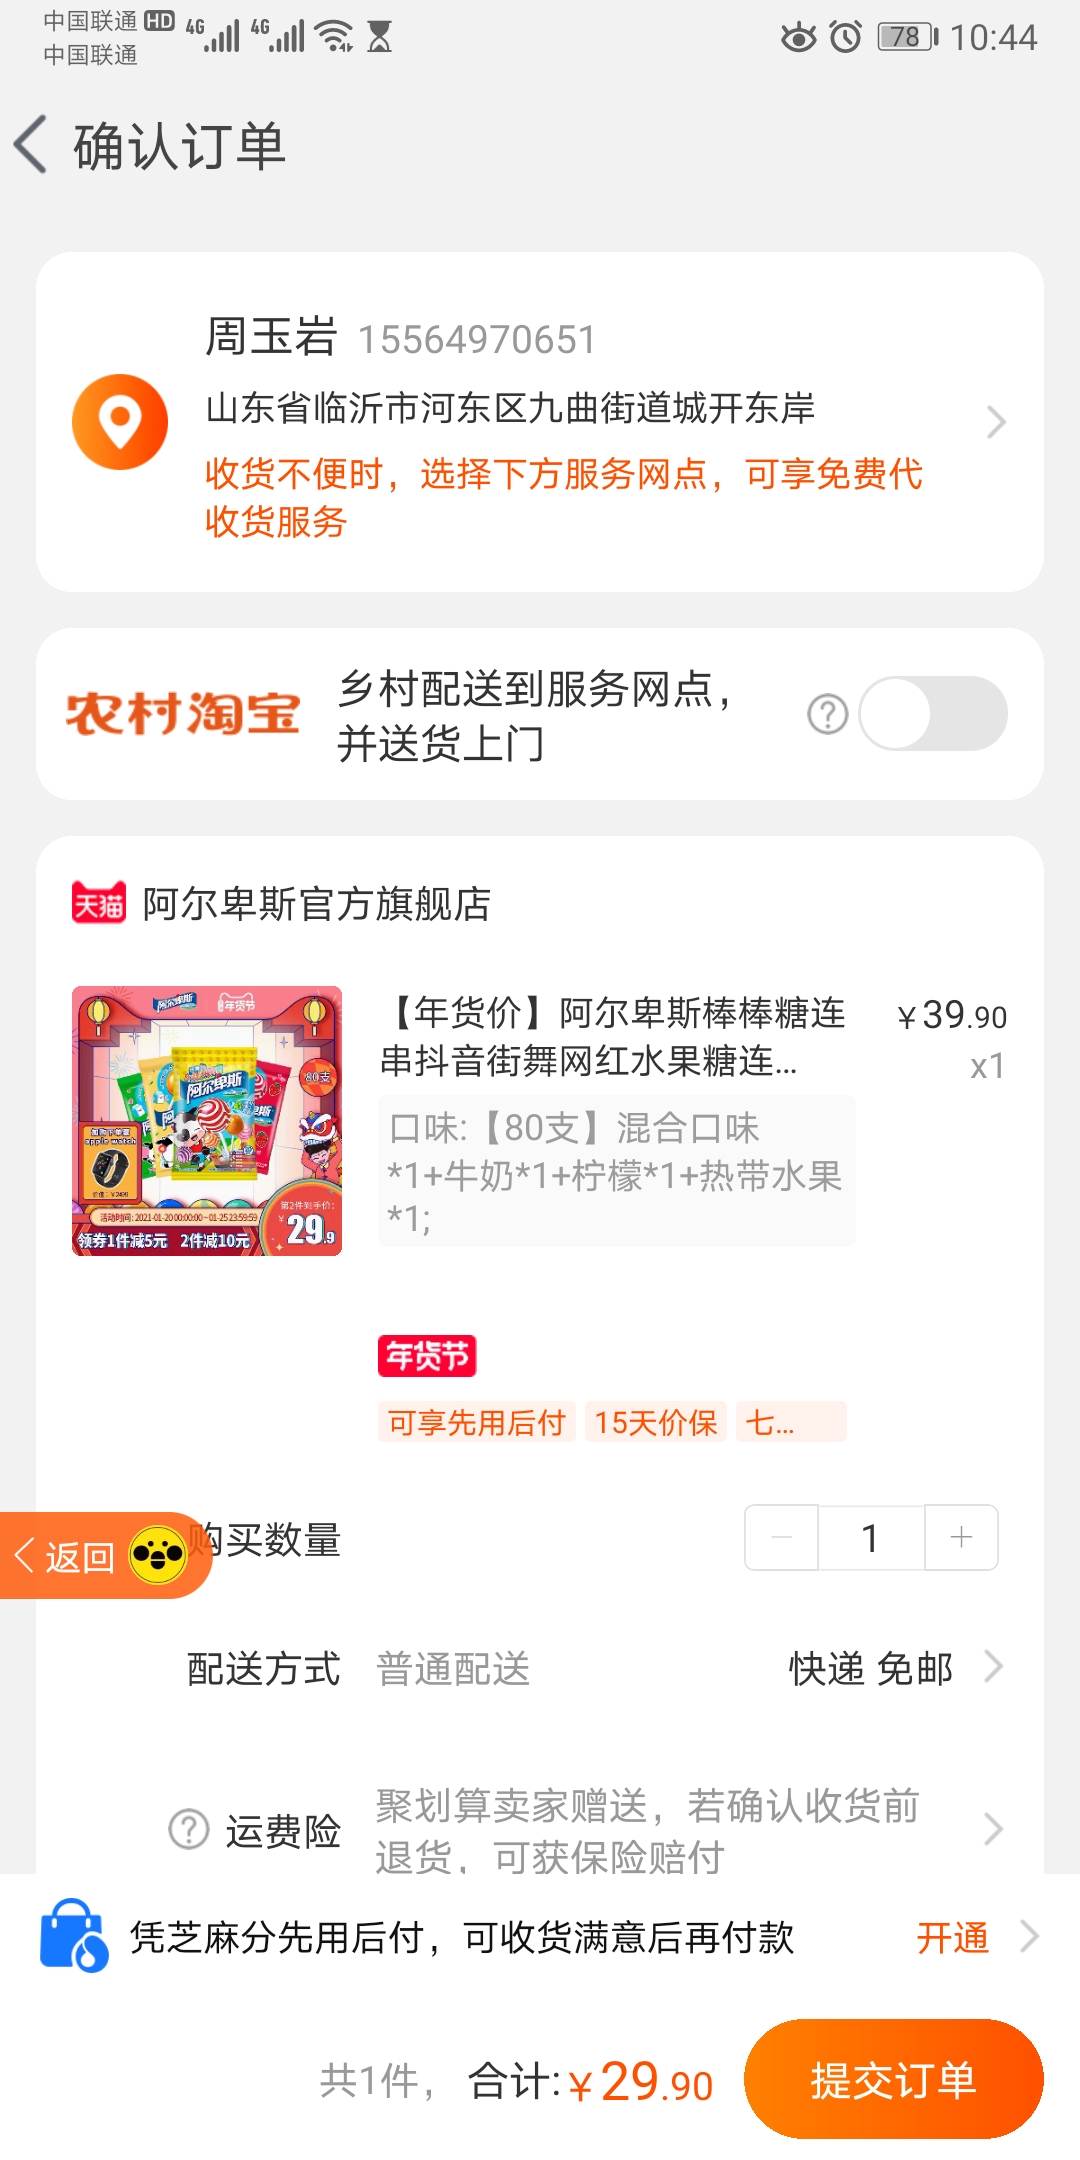 中国联通 HD 4G 4G 78 10:44
中国联通
确认订单
周玉岩 15564970651
山东省临沂市河东区九曲街道城开东岸
收货不便时，选择下方服务网点，可享免费代
收货服务
农村淘宝
乡村配送到服务网点，
并送货上门
天猫 阿尔卑斯官方旗舰店
阿尔卑斯
年货节
80支
阿尔卑斯
apple watch
第2件到手价:
¥29.9
活动时间: 2021-01-20 00:00:00-01-25 23:59:59
领券1件减5元 2件减10元
【年货价】阿尔卑斯棒棒糖连
串抖音街舞网红水果糖连...
￥39.90
x1
口味:【80支】混合口味
*1+牛奶*1+柠檬*1+热带水果
*1;
年货节
可享先用后付 15天价保 七...
购买数量 1
返回
配送方式 普通配送 快递 免邮
运费险 聚划算卖家赠送，若确认收货前
退货，可获保险赔付
凭芝麻分先用后付，可收货满意后再付款 开通
共1件， 合计:￥29.90 提交订单